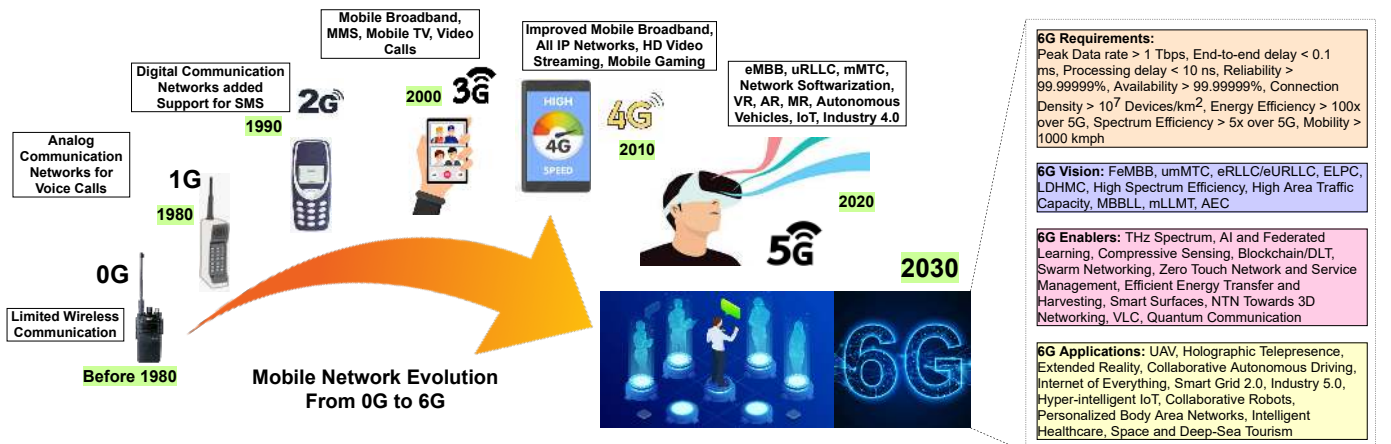 Limited Wireless
Communication
0G
Before 1980
Analog
Communication
Networks for
Voice Calls
1G
1980
Digital Communication
Networks added
Support for SMS
2G
1990
Mobile Broadband,
MMS, Mobile TV, Video
Calls
2000
3G
Improved Mobile Broadband,
All IP Networks, HD Video
Streaming, Mobile Gaming
HIGH
4G
SPEED
4G
2010
eMBB, uRLLC, mMTC,
Network Softwarization,
VR, AR, MR, Autonomous
Vehicles, IoT, Industry 4.0
2020
5G
2030
6G
Mobile Network Evolution
From 0G to 6G
6G Requirements:
Peak Data rate > 1 Tbps, End-to-end delay < 0.1
ms, Processing delay < 10 ns, Reliability >
99.99999%, Availability > 99.99999%, Connection
Density > 10⁷ Devices/km², Energy Efficiency > 100x
over 5G, Spectrum Efficiency > 5x over 5G, Mobility >
1000 kmph
6G Vision: FeMBB, umMTC, eRLLC/eURLLC, ELPC,
LDHMC, High Spectrum Efficiency, High Area Traffic
Capacity, MBBLL, mLLMT, AEC
6G Enablers: THz Spectrum, AI and Federated
Learning, Compressive Sensing, Blockchain/DLT,
Swarm Networking, Zero Touch Network and Service
Management, Efficient Energy Transfer and
Harvesting, Smart Surfaces, NTN Towards 3D
Networking, VLC, Quantum Communication
6G Applications: UAV, Holographic Telepresence,
Extended Reality, Collaborative Autonomous Driving,
Internet of Everything, Smart Grid 2.0, Industry 5.0,
Hyper-intelligent IoT, Collaborative Robots,
Personalized Body Area Networks, Intelligent
Healthcare, Space and Deep-Sea Tourism